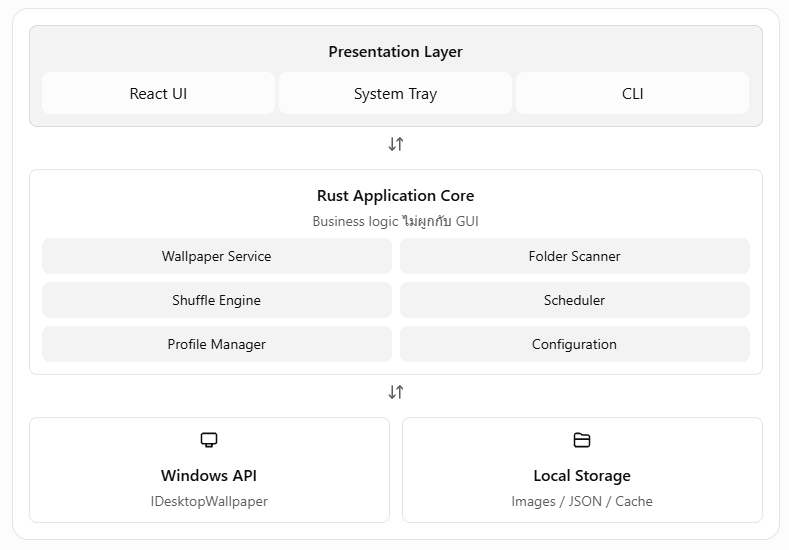 Presentation Layer
React UI
System Tray
CLI
Rust Application Core
Business logic ไม่ผูกกับ GUI
Wallpaper Service
Folder Scanner
Shuffle Engine
Scheduler
Profile Manager
Configuration
Windows API
IDesktopWallpaper
Local Storage
Images / JSON / Cache